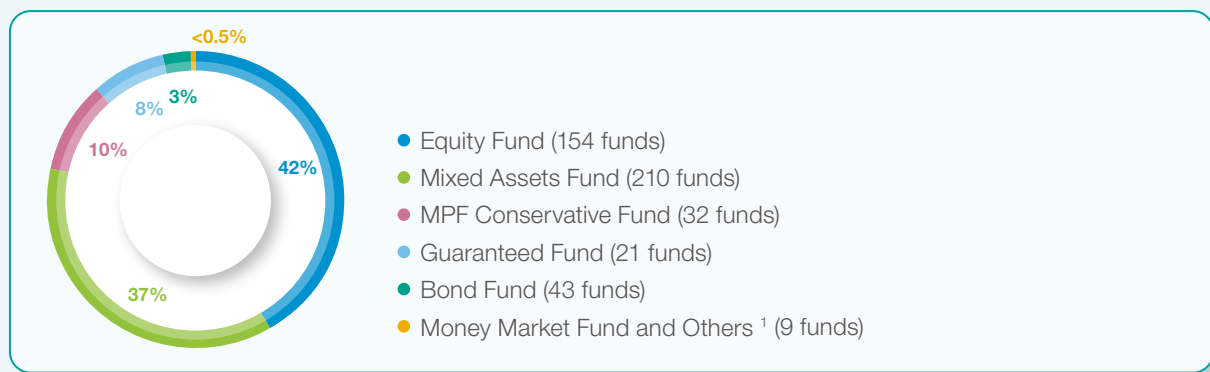 <0.5%
3%
8%
10%
42%
37%
Equity Fund (154 funds)
Mixed Assets Fund (210 funds)
MPF Conservative Fund (32 funds)
Guaranteed Fund (21 funds)
Bond Fund (43 funds)
Money Market Fund and Others ¹ (9 funds)